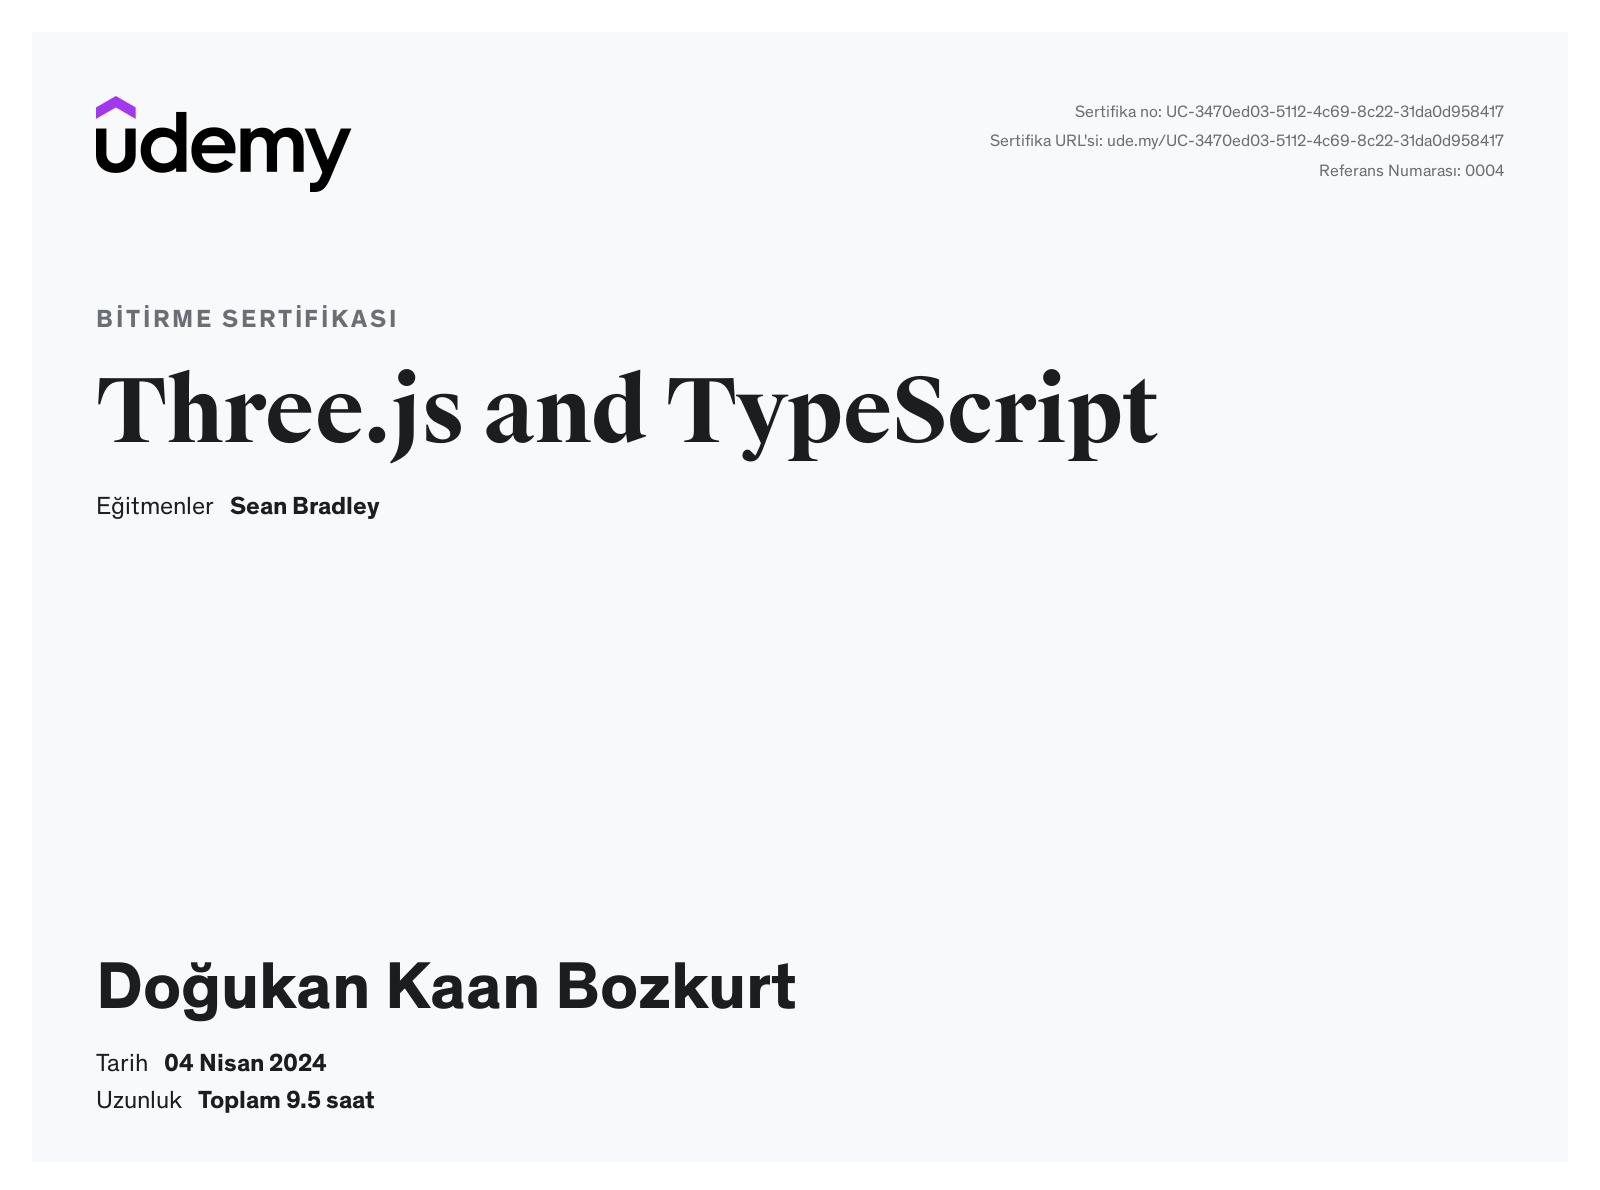 udemy
Sertifika no: UC-3470ed03-5112-4c69-8c22-31da0d958417
Sertifika URL'si: ude.my/UC-3470ed03-5112-4c69-8c22-31da0d958417
Referans Numarası: 0004
BİTİRME SERTİFİKASI
Three.js and TypeScript
Eğitmenler Sean Bradley
Doğukan Kaan Bozkurt
Tarih 04 Nisan 2024
Uzunluk Toplam 9.5 saat